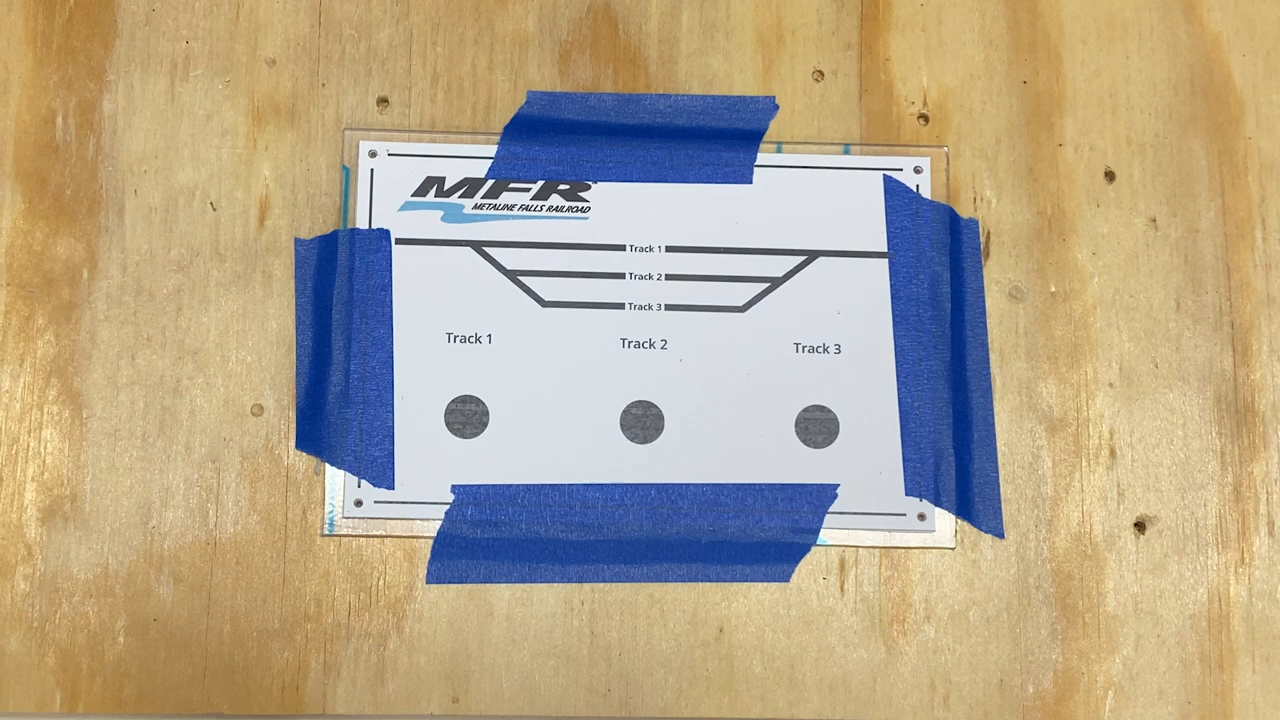 MFR
METALINE FALLS RAILROAD
Track 1
Track 2
Track 3
Track 1 Track 2 Track 3